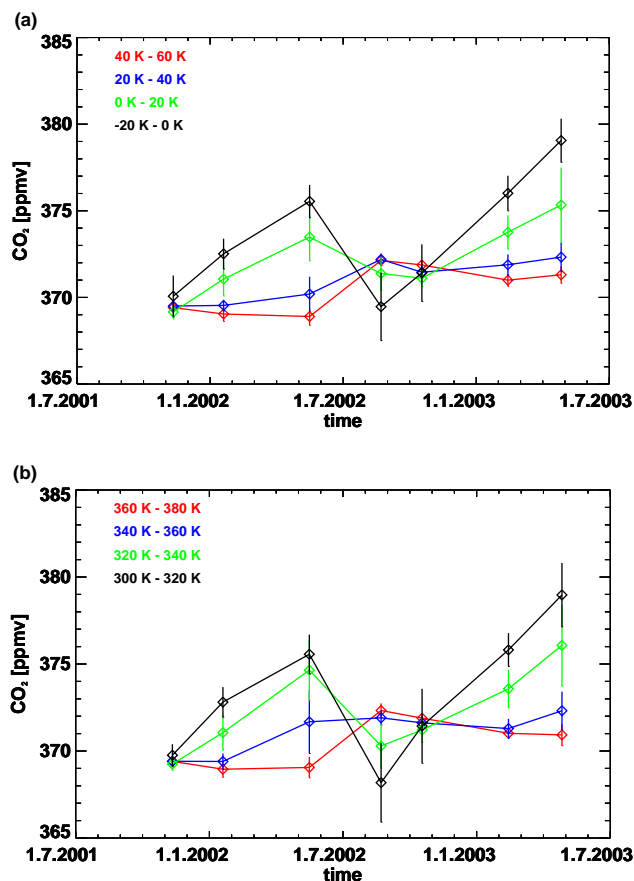 (a)
385
40 K - 60 K
20 K - 40 K
0 K - 20 K
-20 K - 0 K
380
375
370
365
CO₂ [ppmv]
1.7.2001 1.1.2002 1.7.2002 1.1.2003 1.7.2003
time
(b)
385
360 K - 380 K
340 K - 360 K
320 K - 340 K
300 K - 320 K
380
375
370
365
CO₂ [ppmv]
1.7.2001 1.1.2002 1.7.2002 1.1.2003 1.7.2003
time